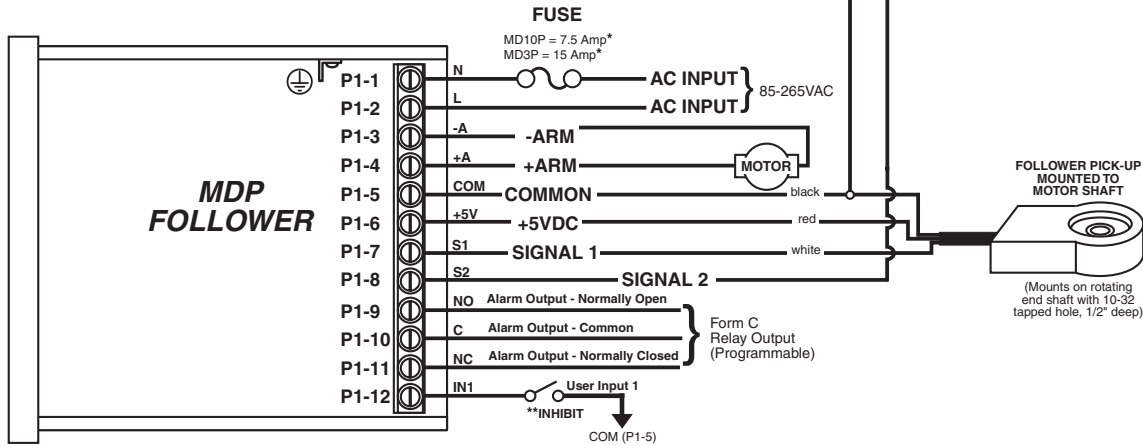 FUSE
MD10P = 7.5 Amp*
MD3P = 15 Amp*
P1-1 N AC INPUT
P1-2 L AC INPUT
85-265VAC
P1-3 -A -ARM
P1-4 +A +ARM MOTOR
P1-5 COM COMMON black
P1-6 +5V +5VDC red
P1-7 S1 SIGNAL 1 white
P1-8 S2 SIGNAL 2
P1-9 NO Alarm Output - Normally Open
P1-10 C Alarm Output - Common
P1-11 NC Alarm Output - Normally Closed
Form C
Relay Output
(Programmable)
P1-12 IN1 User Input 1
**INHIBIT
COM (P1-5)
MDP
FOLLOWER
FOLLOWER PICK-UP
MOUNTED TO
MOTOR SHAFT
(Mounts on rotating
end shaft with 10-32
tapped hole, 1/2" deep)